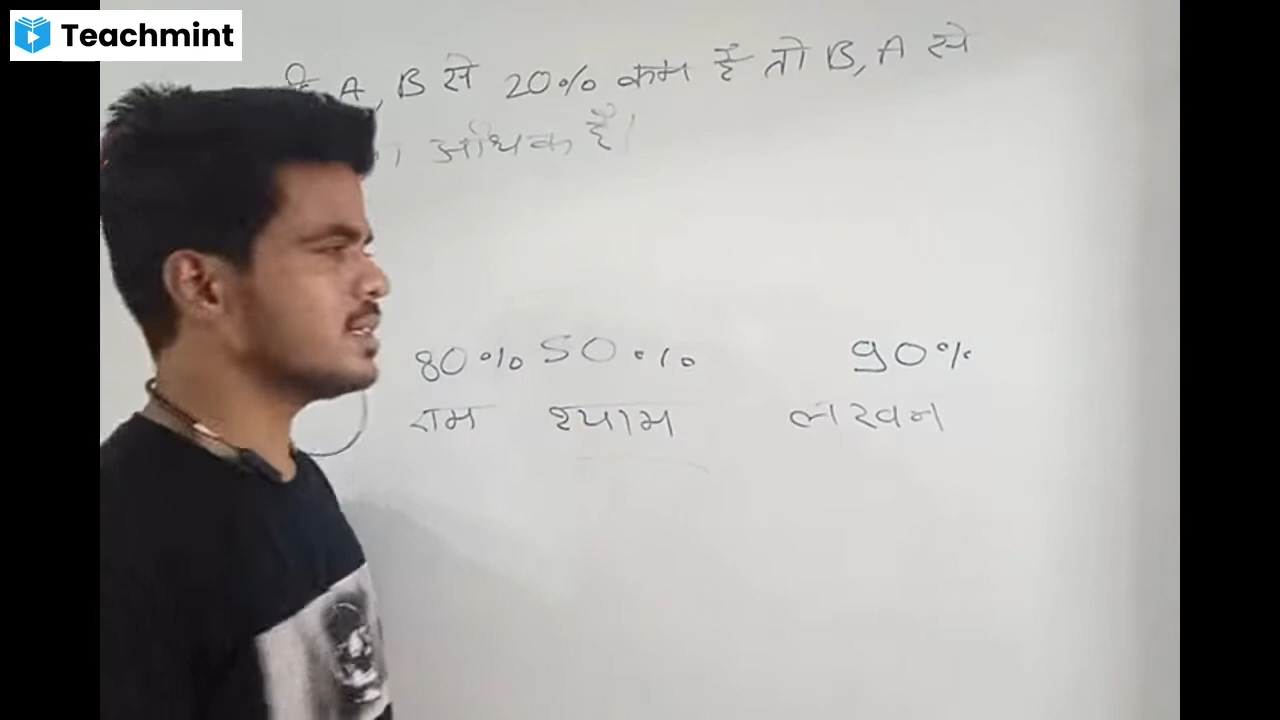 Teachmint
A, B से 20% कम है तो B, A से
अधिक है।
80% 50% 90%
राम श्याम लखन